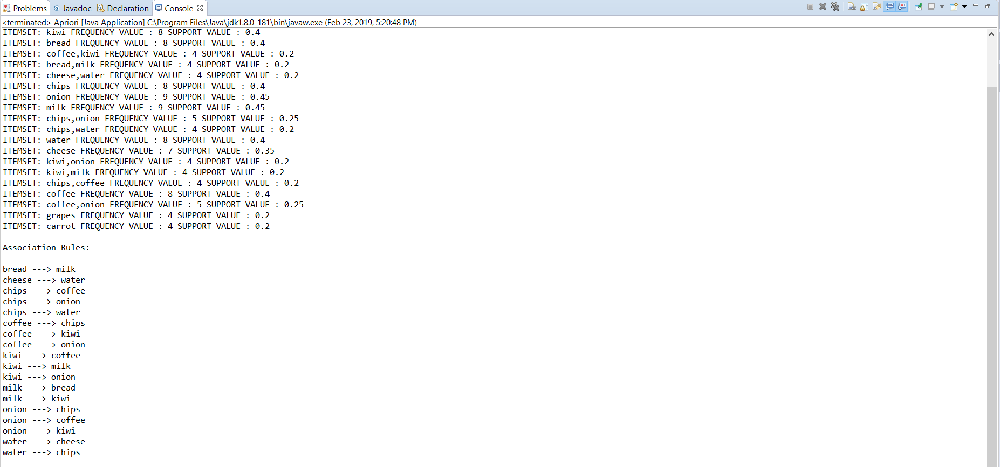 Problems @ Javadoc Declaration Console
<terminated> Apriori [Java Application] C:\Program Files\Java\jdk1.8.0_181\bin\javaw.exe (Feb 23, 2019, 5:20:48 PM)
ITEMSET: kiwi FREQUENCY VALUE : 8 SUPPORT VALUE : 0.4
ITEMSET: bread FREQUENCY VALUE : 8 SUPPORT VALUE : 0.4
ITEMSET: coffee,kiwi FREQUENCY VALUE : 4 SUPPORT VALUE : 0.2
ITEMSET: bread,milk FREQUENCY VALUE : 4 SUPPORT VALUE : 0.2
ITEMSET: cheese,water FREQUENCY VALUE : 4 SUPPORT VALUE : 0.2
ITEMSET: chips FREQUENCY VALUE : 8 SUPPORT VALUE : 0.4
ITEMSET: onion FREQUENCY VALUE : 9 SUPPORT VALUE : 0.45
ITEMSET: milk FREQUENCY VALUE : 9 SUPPORT VALUE : 0.45
ITEMSET: chips,onion FREQUENCY VALUE : 5 SUPPORT VALUE : 0.25
ITEMSET: chips,water FREQUENCY VALUE : 4 SUPPORT VALUE : 0.2
ITEMSET: water FREQUENCY VALUE : 8 SUPPORT VALUE : 0.4
ITEMSET: cheese FREQUENCY VALUE : 7 SUPPORT VALUE : 0.35
ITEMSET: kiwi,onion FREQUENCY VALUE : 4 SUPPORT VALUE : 0.2
ITEMSET: kiwi,milk FREQUENCY VALUE : 4 SUPPORT VALUE : 0.2
ITEMSET: chips,coffee FREQUENCY VALUE : 4 SUPPORT VALUE : 0.2
ITEMSET: coffee FREQUENCY VALUE : 8 SUPPORT VALUE : 0.4
ITEMSET: coffee,onion FREQUENCY VALUE : 5 SUPPORT VALUE : 0.25
ITEMSET: grapes FREQUENCY VALUE : 4 SUPPORT VALUE : 0.2
ITEMSET: carrot FREQUENCY VALUE : 4 SUPPORT VALUE : 0.2
Association Rules:
bread ---> milk
cheese ---> water
chips ---> coffee
chips ---> onion
chips ---> water
coffee ---> chips
coffee ---> kiwi
coffee ---> onion
kiwi ---> coffee
kiwi ---> milk
kiwi ---> onion
milk ---> bread
milk ---> kiwi
onion ---> chips
onion ---> coffee
onion ---> kiwi
water ---> cheese
water ---> chips